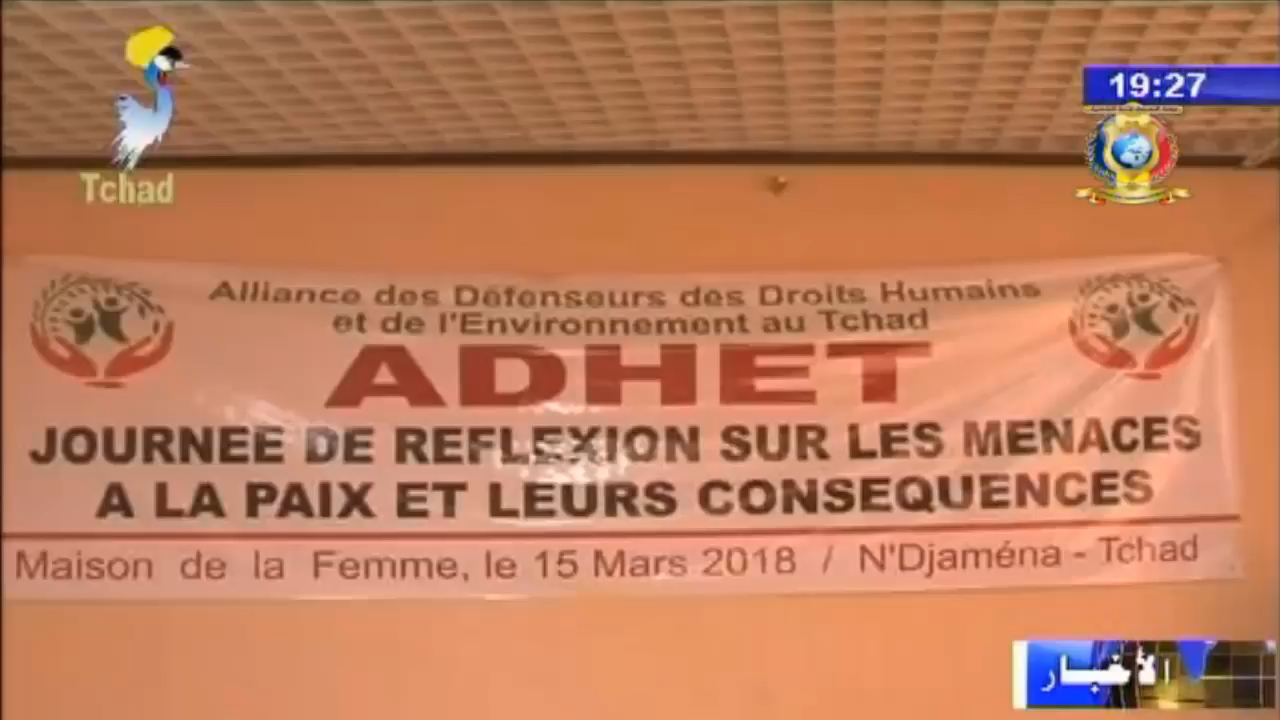 19:27
Tchad
Alliance des Défenseurs des Droits Humains
et de l'Environnement au Tchad
ADHET
JOURNEE DE REFLEXION SUR LES MENACES
A LA PAIX ET LEURS CONSEQUENCES
Maison de la Femme, le 15 Mars 2018 / N'Djaména - Tchad
الأخبار